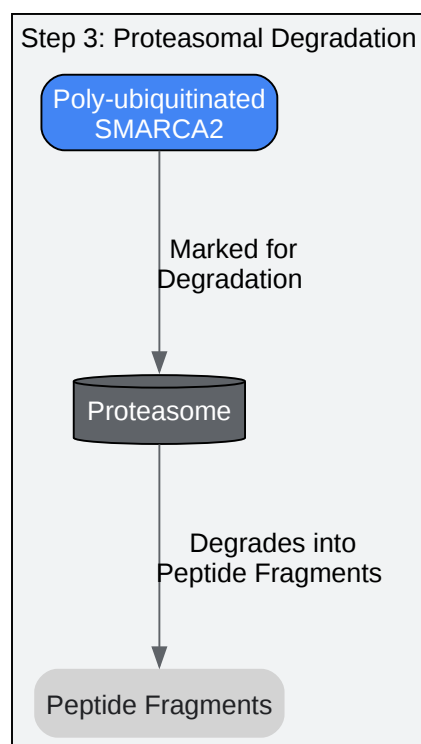 Step 3: Proteasomal Degradation
Poly-ubiquitinated
SMARCA2
Marked for
Degradation
Proteasome
Degrades into
Peptide Fragments
Peptide Fragments